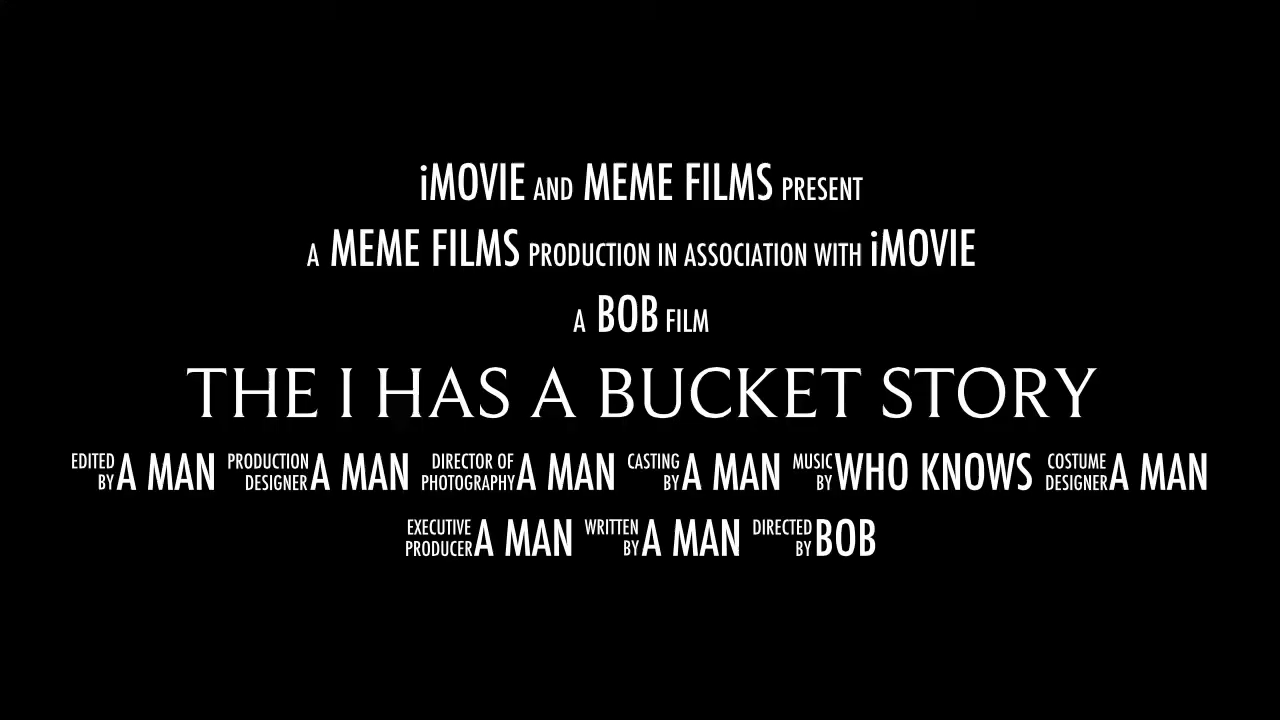 iMOVIE AND MEME FILMS PRESENT
A MEME FILMS PRODUCTION IN ASSOCIATION WITH iMOVIE
A BOB FILM
THE I HAS A BUCKET STORY
EDITED BY A MAN PRODUCTION DESIGNER A MAN DIRECTOR OF PHOTOGRAPHY A MAN CASTING BY A MAN MUSIC BY WHO KNOWS COSTUME DESIGNER A MAN
EXECUTIVE PRODUCER A MAN WRITTEN BY A MAN DIRECTED BY BOB